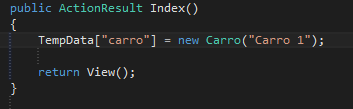 public ActionResult Index()
{
TempData["carro"] = new Carro("Carro 1");
return View();
}